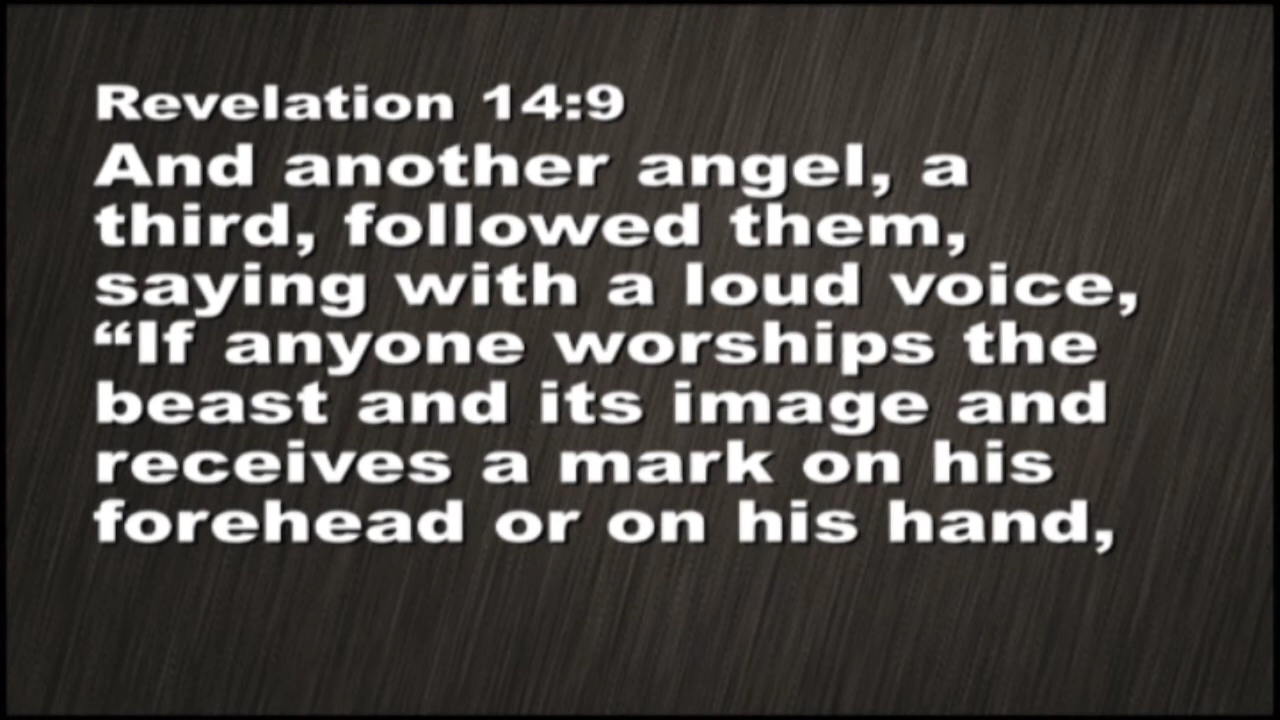 Revelation 14:9
And another angel, a
third, followed them,
saying with a loud voice,
“If anyone worships the
beast and its image and
receives a mark on his
forehead or on his hand,